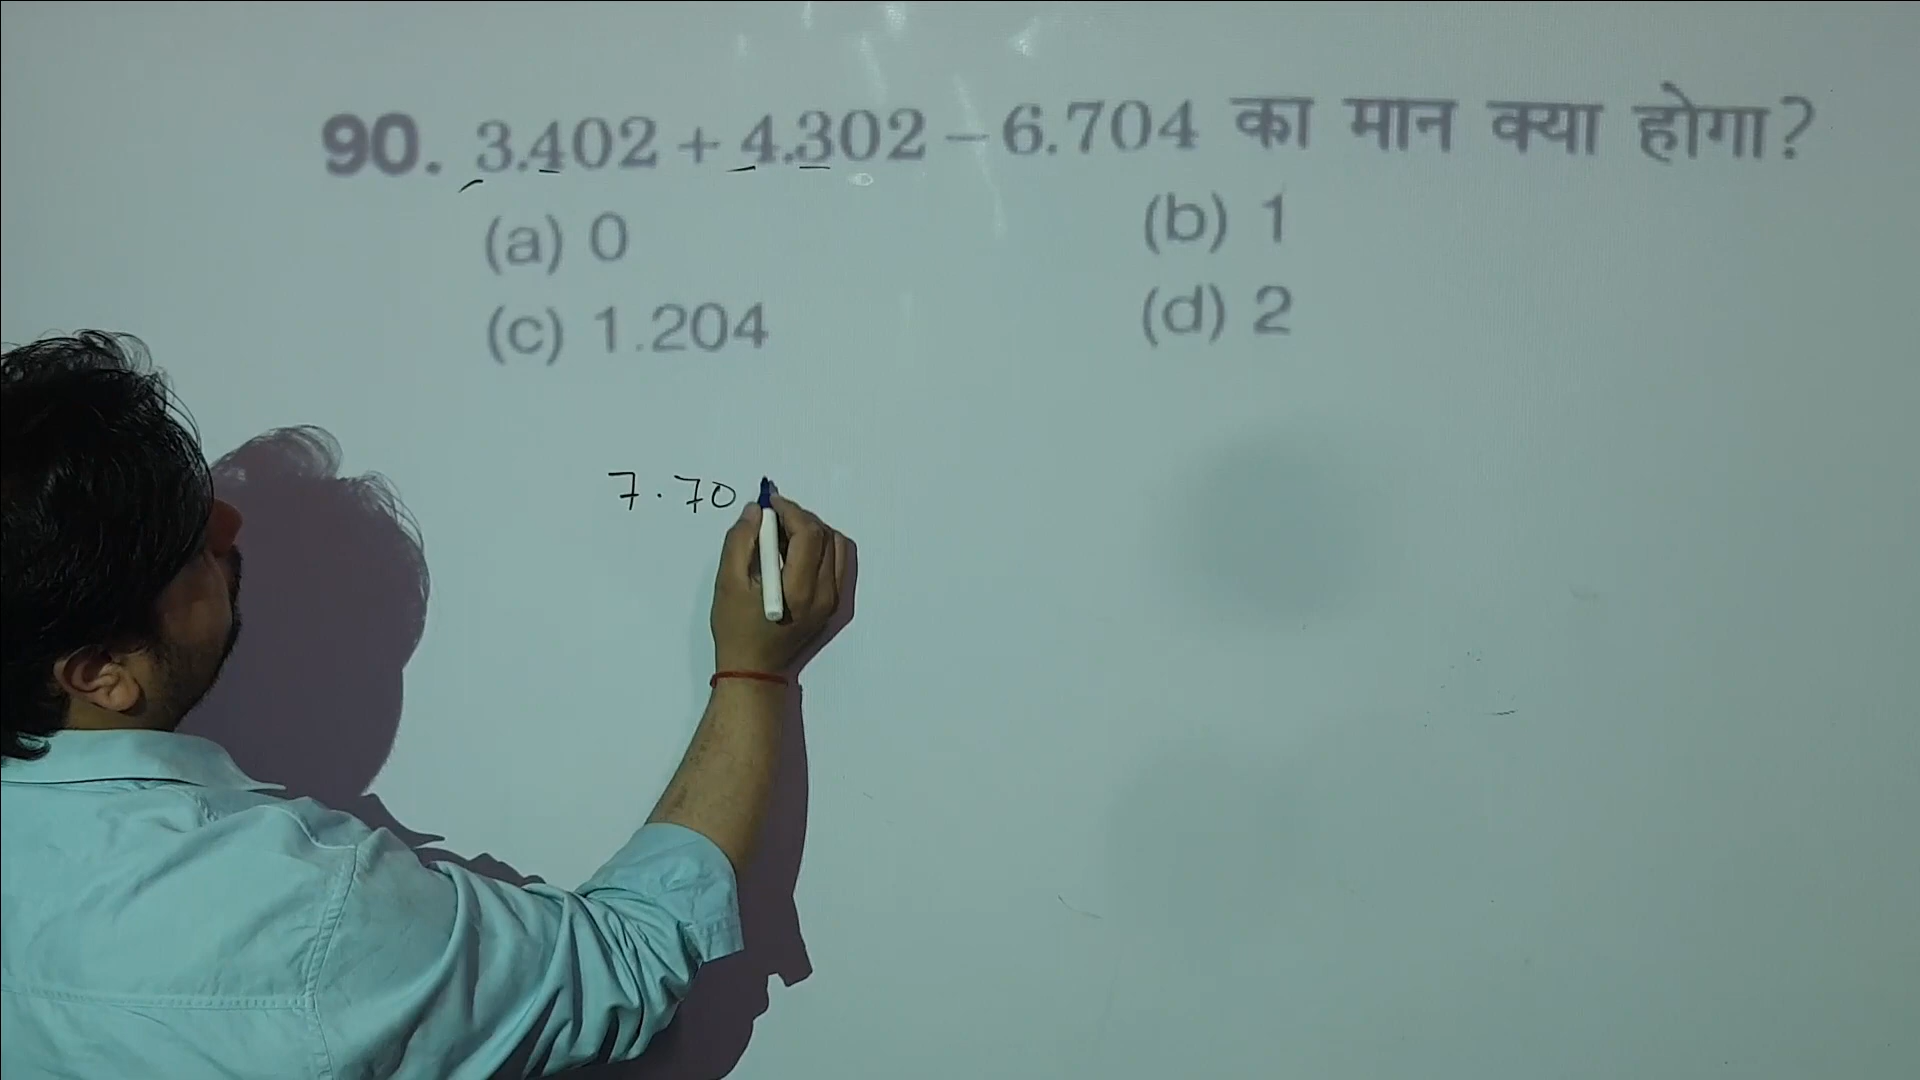 90. 3.402 + 4.302 – 6.704 का मान क्या होगा?
(a) 0 (b) 1
(c) 1.204 (d) 2
7.70